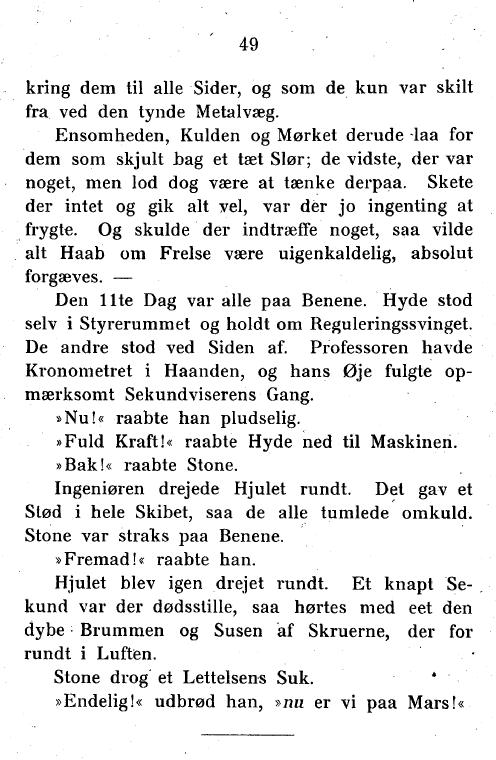 49
kring dem til alle Sider, og som de kun var skilt
fra ved den tynde Metalvæg.
Ensomheden, Kulden og Mørket derude laa for
dem som skjult bag et tæt Slør; de vidste, der var
noget, men lod dog være at tænke derpaa. Skete
der intet og gik alt vel, var der jo ingenting at
frygte. Og skulde der indtræffe noget, saa vilde
alt Haab om Frelse være uigenkaldelig, absolut
forgæves. —
Den 11te Dag var alle paa Benene. Hyde stod
selv i Styrerummet og holdt om Reguleringssvinget.
De andre stod ved Siden af. Professoren havde
Kronometret i Haanden, og hans Øje fulgte op-
mærksomt Sekundviserens Gang.
»Nu!« raabte han pludselig.
»Fuld Kraft!« raabte Hyde ned til Maskinen.
»Bak!« raabte Stone.
Ingeniøren drejede Hjulet rundt. Det gav et
Stød i hele Skibet, saa de alle tumlede omkuld.
Stone var straks paa Benene.
»Fremad!« raabte han.
Hjulet blev igen drejet rundt. Et knapt Se-
kund var der dødsstille, saa hørtes med eet den
dybe Brummen og Susen af Skruerne, der for
rundt i Luften.
Stone drog et Lettelsens Suk.
»Endelig!« udbrød han, »nu er vi paa Mars!«